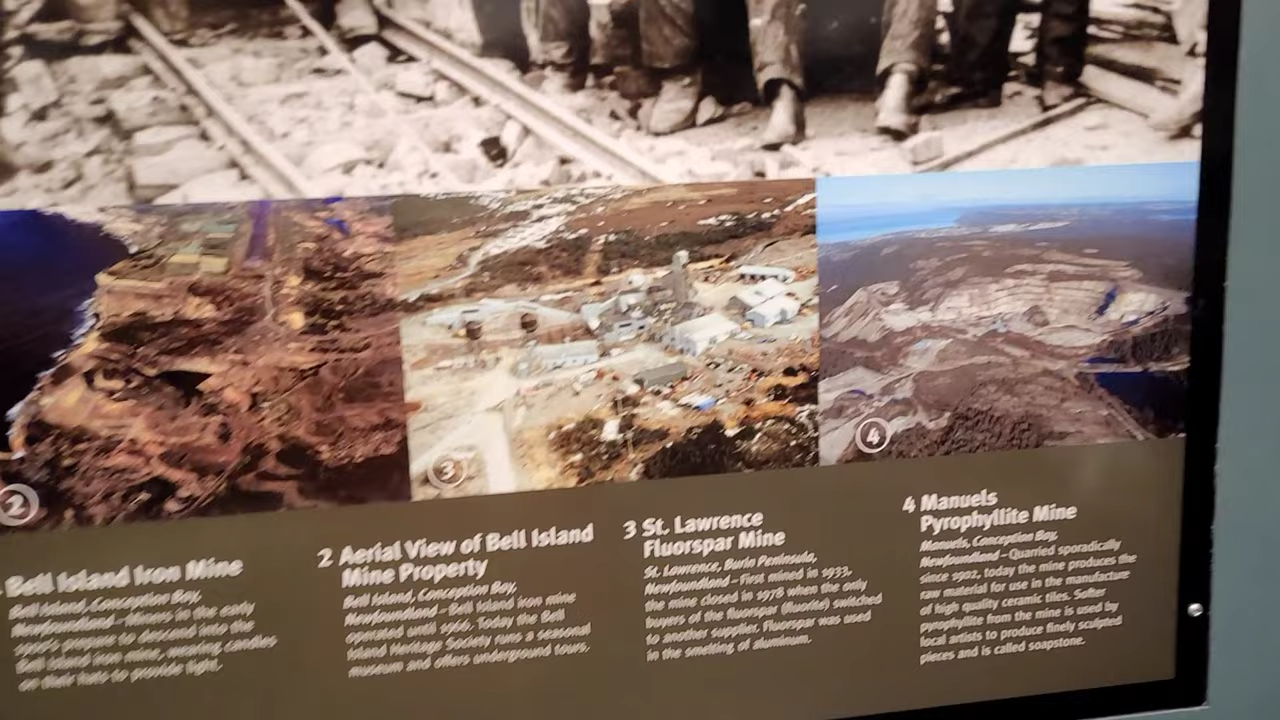 2
3
4
Bell Island Iron Mine
Bell Island, Conception Bay,
Newfoundland – Miners in the early
1900's prepare to descend into the
Bell Island iron mine, wearing candles
on their hats to provide light.
2 Aerial View of Bell Island
Mine Property
Bell Island, Conception Bay,
Newfoundland – Bell Island iron mine
operated until 1966. Today the Bell
Island Heritage Society runs a seasonal
museum and offers underground tours.
3 St. Lawrence
Fluorspar Mine
St. Lawrence, Burin Peninsula,
Newfoundland – First mined in 1933,
the mine closed in 1978 when the only
buyers of the fluorspar (fluorite) switched
to another supplier. Fluorspar was used
in the smelting of aluminum.
4 Manuels
Pyrophyllite Mine
Manuels, Conception Bay,
Newfoundland – Quarried sporadically
since 1902, today the mine produces the
raw material for use in the manufacture
of high quality ceramic tiles. Softer
pyrophyllite from the mine is used by
local artists to produce finely sculpted
pieces and is called soapstone.